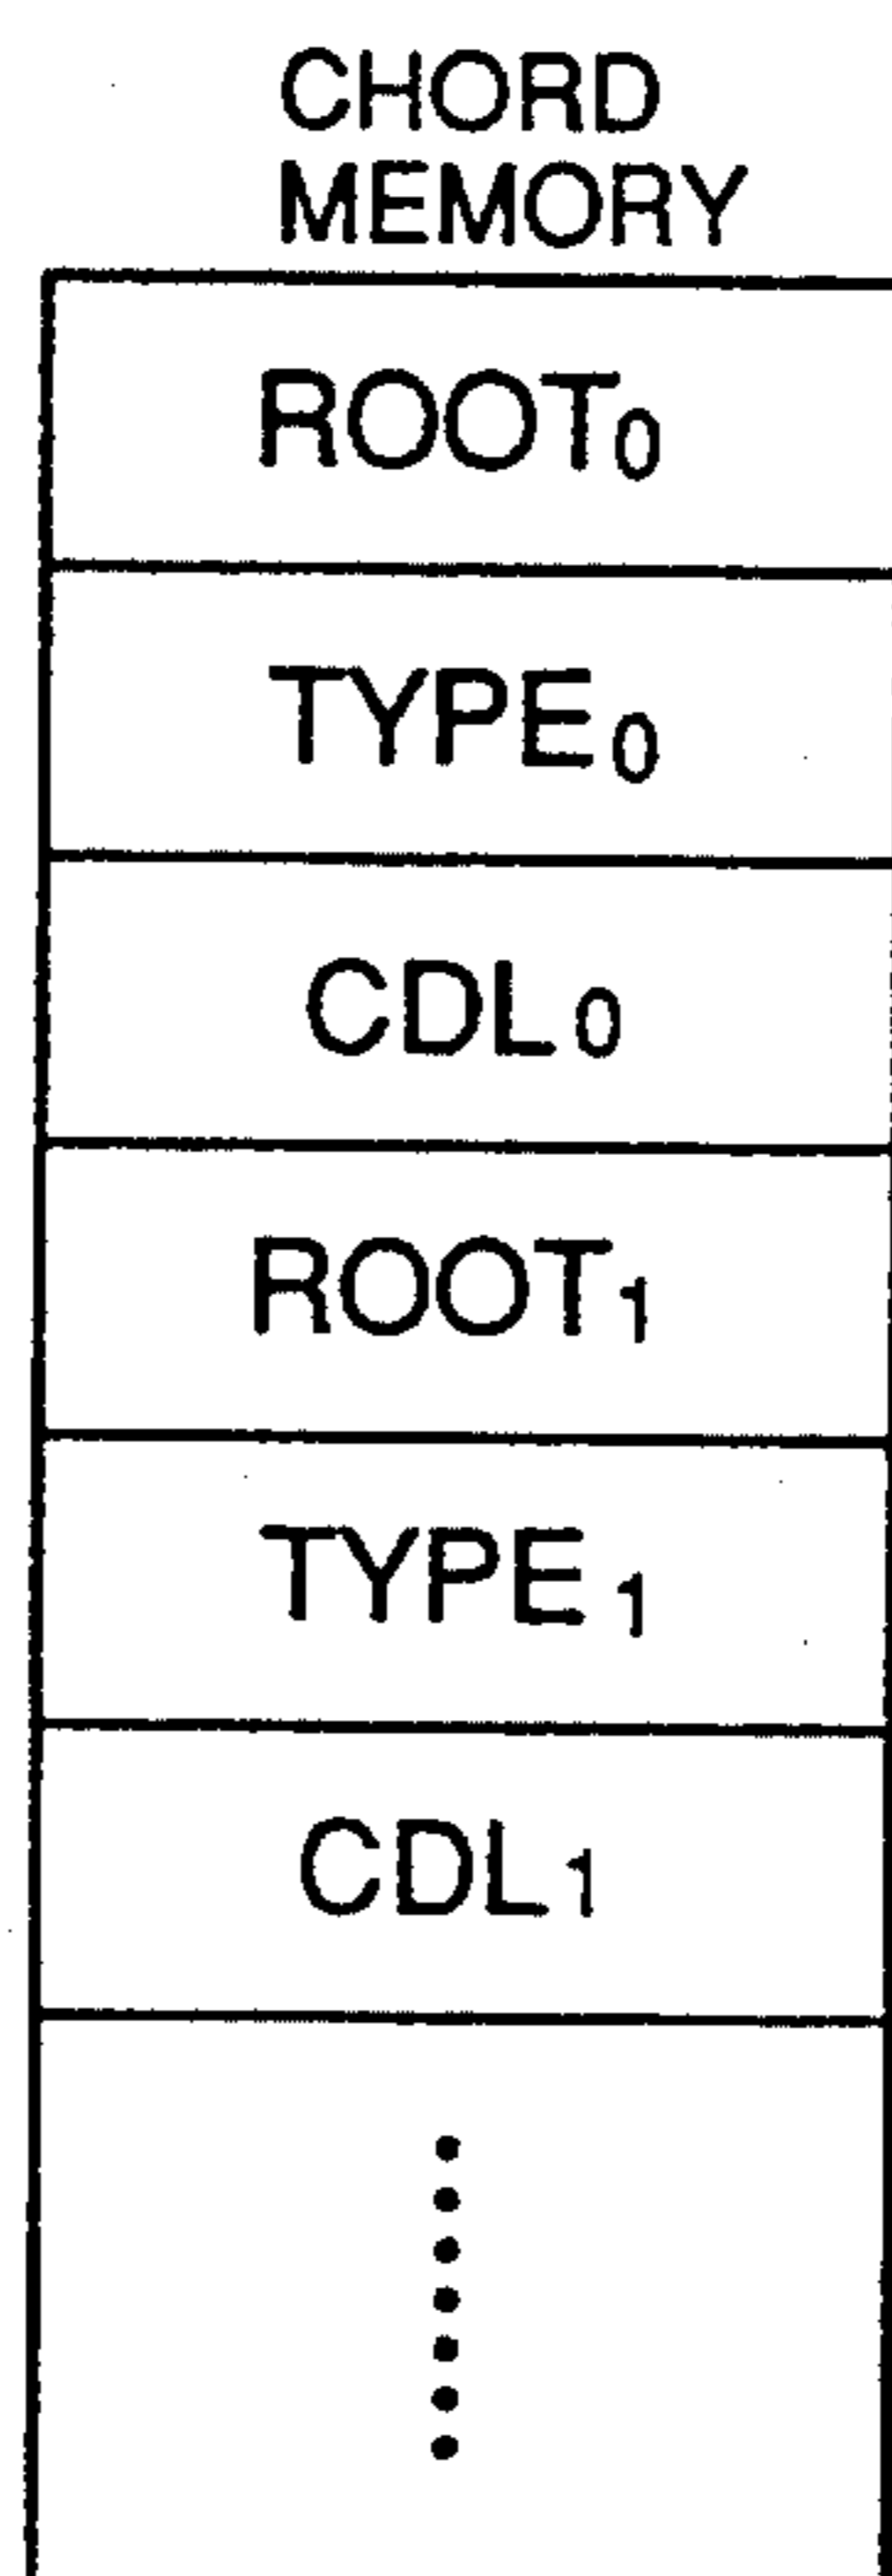 CHORD
MEMORY
ROOT₀
TYPE₀
CDL₀
ROOT₁
TYPE₁
CDL₁